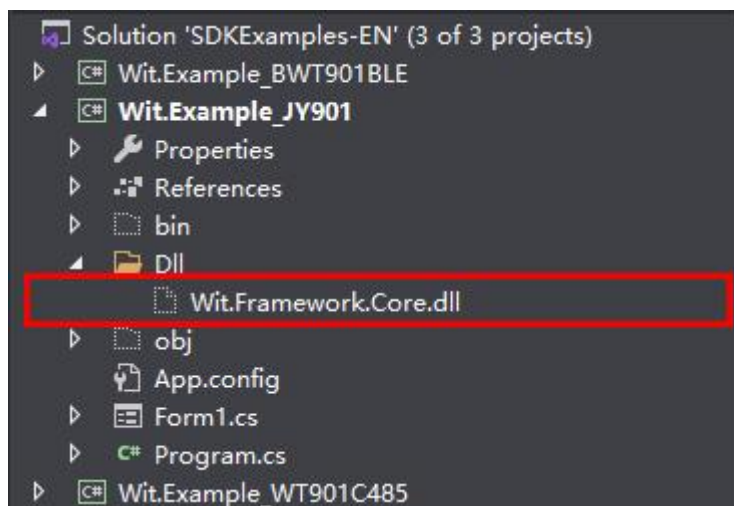 Solution 'SDKExamples-EN' (3 of 3 projects)
C# Wit.Example_BWT901BLE
C# Wit.Example_JY901
Properties
References
bin
Dll
Wit.Framework.Core.dll
obj
App.config
Form1.cs
C# Program.cs
C# Wit.Example_WT901C485